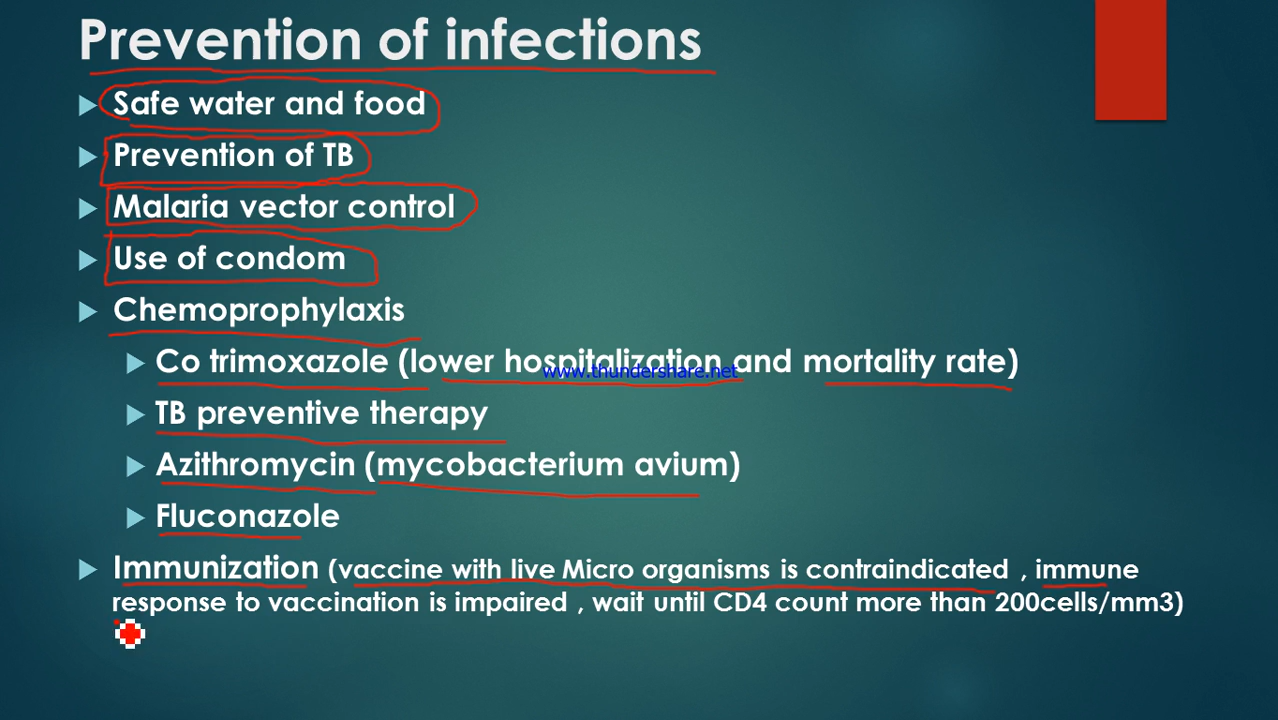 Prevention of infections
Safe water and food
Prevention of TB
Malaria vector control
Use of condom
Chemoprophylaxis
Co trimoxazole (lower hospitalization and mortality rate)
www.thundershare.net
TB preventive therapy
Azithromycin (mycobacterium avium)
Fluconazole
Immunization (vaccine with live Micro organisms is contraindicated , immune
response to vaccination is impaired , wait until CD4 count more than 200cells/mm3)